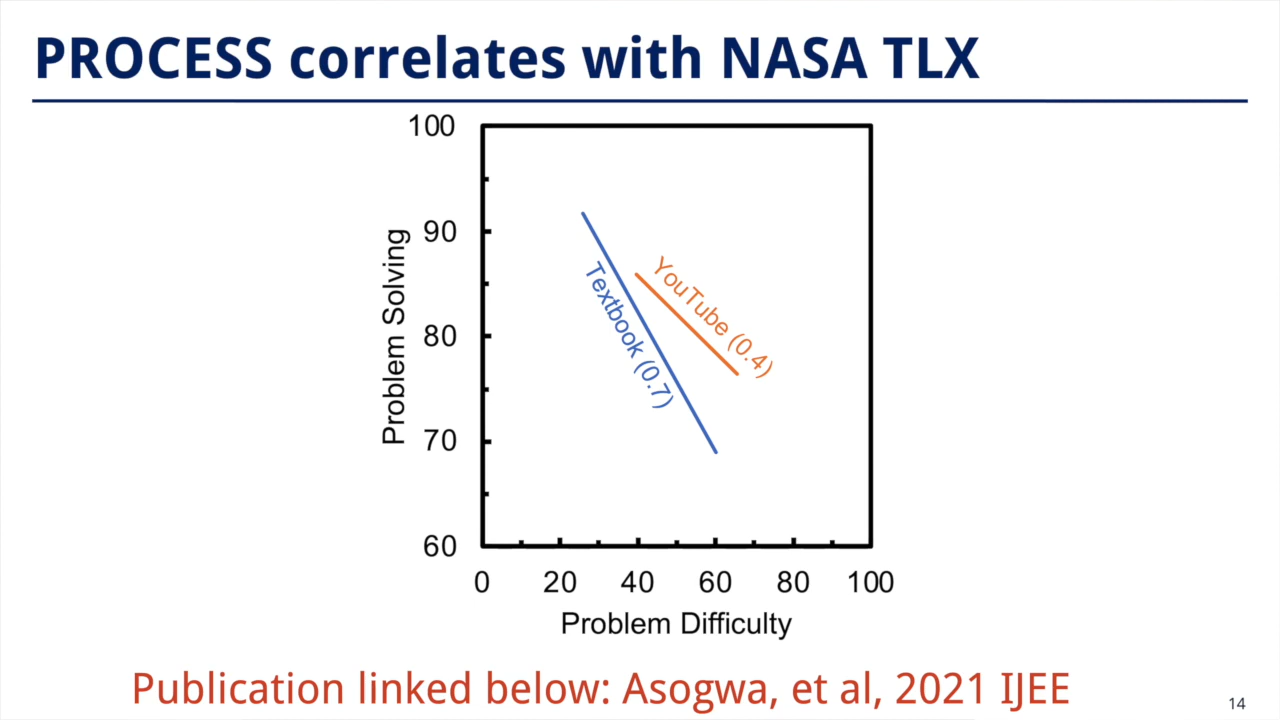 PROCESS correlates with NASA TLX
100
90
80
70
60
Problem Solving
Textbook (0.7)
YouTube (0.4)
0 20 40 60 80 100
Problem Difficulty
Publication linked below: Asogwa, et al, 2021 IJEE
14